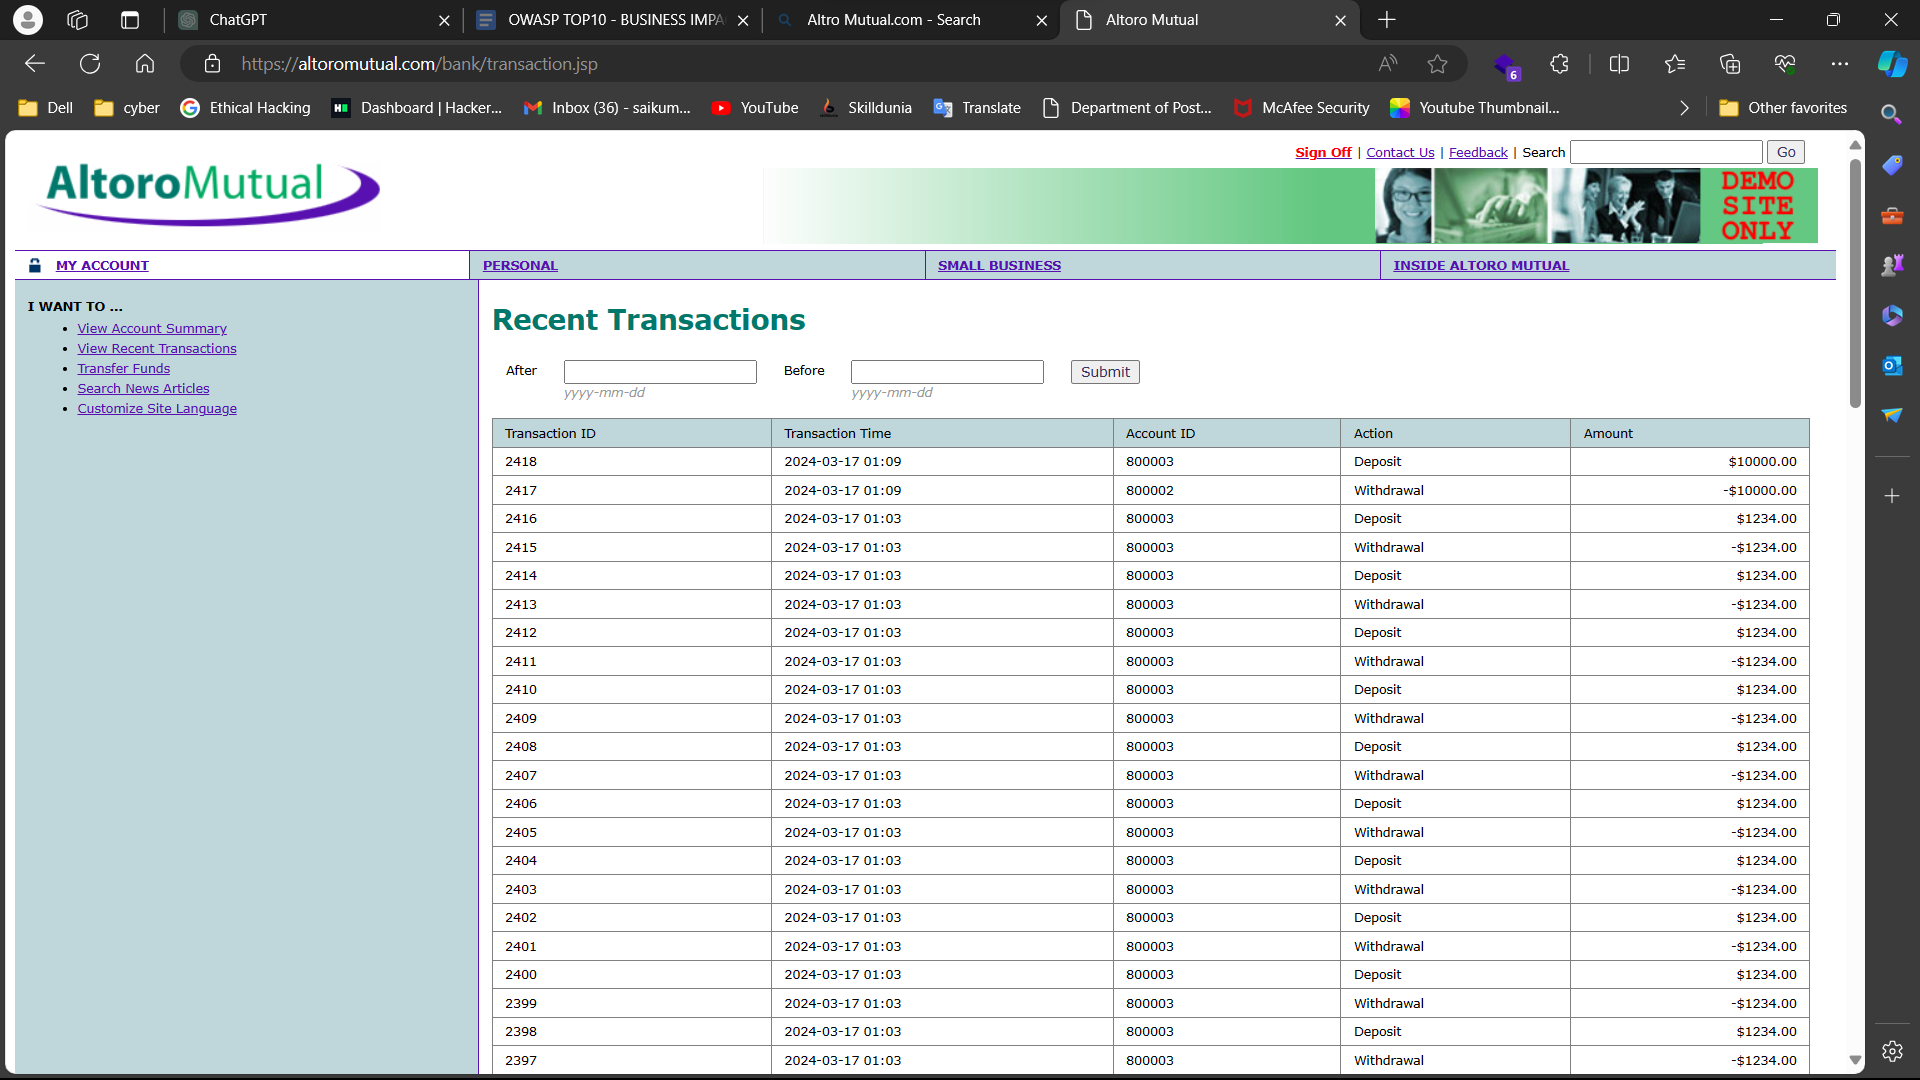 ChatGPT
OWASP TOP10 - BUSINESS IMPA
Altro Mutual.com - Search
Altoro Mutual
https://altoromutual.com/bank/transaction.jsp
6
Dell
cyber
Ethical Hacking
Dashboard | Hacker...
Inbox (36) - saikum...
YouTube
Skilldunia
Translate
Department of Post...
McAfee Security
Youtube Thumbnail...
Other favorites
Sign Off | Contact Us | Feedback | Search
Go
AltoroMutual
DEMO
SITE
ONLY
MY ACCOUNT
PERSONAL
SMALL BUSINESS
INSIDE ALTORO MUTUAL
I WANT TO ...
• View Account Summary
• View Recent Transactions
• Transfer Funds
• Search News Articles
• Customize Site Language
Recent Transactions
After
Before
Submit
yyyy-mm-dd
yyyy-mm-dd
Transaction ID Transaction Time Account ID Action Amount
2418 2024-03-17 01:09 800003 Deposit $10000.00
2417 2024-03-17 01:09 800002 Withdrawal -$10000.00
2416 2024-03-17 01:03 800003 Deposit $1234.00
2415 2024-03-17 01:03 800003 Withdrawal -$1234.00
2414 2024-03-17 01:03 800003 Deposit $1234.00
2413 2024-03-17 01:03 800003 Withdrawal -$1234.00
2412 2024-03-17 01:03 800003 Deposit $1234.00
2411 2024-03-17 01:03 800003 Withdrawal -$1234.00
2410 2024-03-17 01:03 800003 Deposit $1234.00
2409 2024-03-17 01:03 800003 Withdrawal -$1234.00
2408 2024-03-17 01:03 800003 Deposit $1234.00
2407 2024-03-17 01:03 800003 Withdrawal -$1234.00
2406 2024-03-17 01:03 800003 Deposit $1234.00
2405 2024-03-17 01:03 800003 Withdrawal -$1234.00
2404 2024-03-17 01:03 800003 Deposit $1234.00
2403 2024-03-17 01:03 800003 Withdrawal -$1234.00
2402 2024-03-17 01:03 800003 Deposit $1234.00
2401 2024-03-17 01:03 800003 Withdrawal -$1234.00
2400 2024-03-17 01:03 800003 Deposit $1234.00
2399 2024-03-17 01:03 800003 Withdrawal -$1234.00
2398 2024-03-17 01:03 800003 Deposit $1234.00
2397 2024-03-17 01:03 800003 Withdrawal -$1234.00